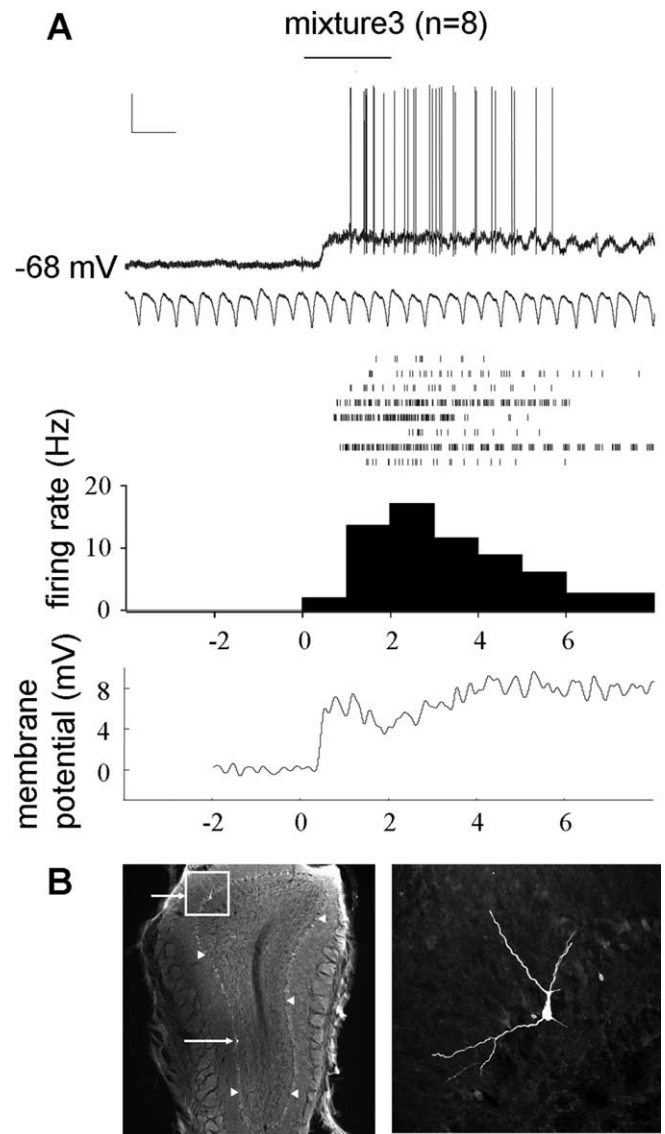 A
mixture3 (n=8)
-68 mV
firing rate (Hz)
20
10
0
-2 0 2 4 6
membrane
potential (mV)
8
4
0
-2 0 2 4 6
B